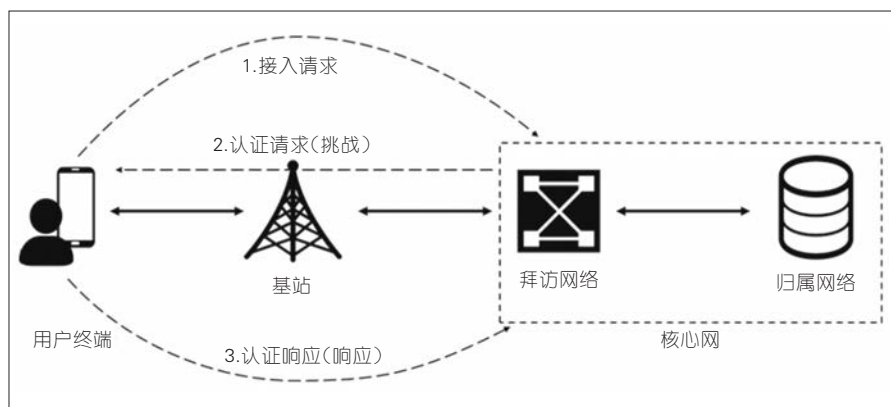 1.接入请求
2.认证请求(挑战)
基站
拜访网络
归属网络
用户终端
核心网
3.认证响应(响应)